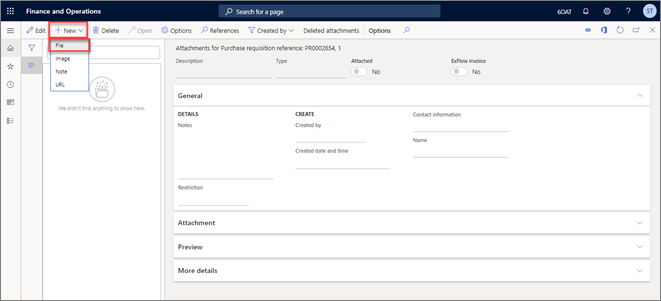 Finance and Operations
Search for a page
6DAT
?
ST
Edit
New
Delete
Open
Options
References
Created by
Deleted attachments
Options
File
Image
Note
URL
We didn't find anything to show here.
Attachments for Purchase requisition reference: PR0002654, 1
Description
Type
Attached
No
ExFlow invoice
No
General
DETAILS
Notes
Restriction
CREATE
Created by
Created date and time
Contact information
Name
Attachment
Preview
More details